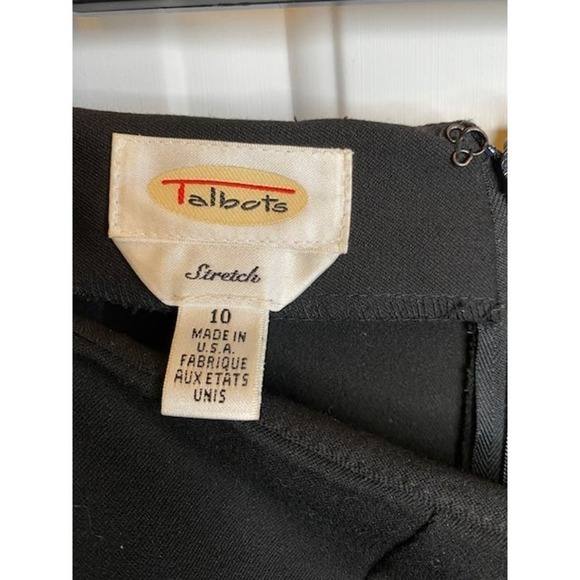 Talbots
Stretch
10
MADE IN
U.S.A.
FABRIQUE
AUX ETATS
UNIS